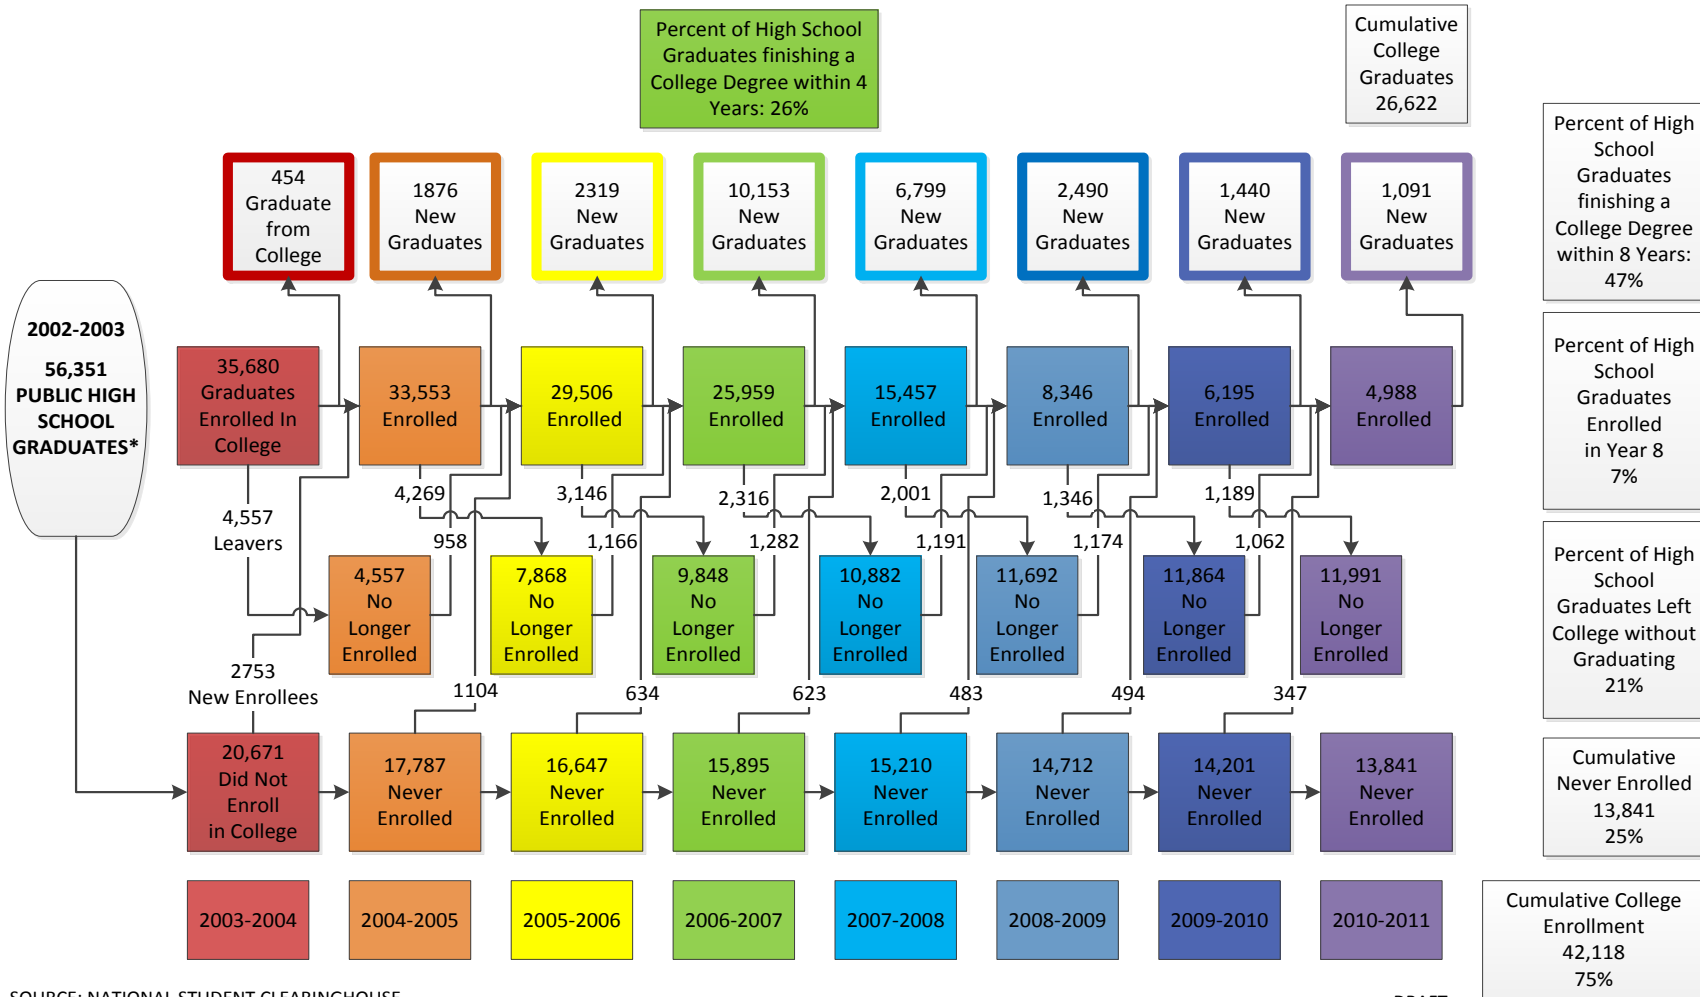 Percent of High School
Graduates finishing a
College Degree within 4
Years: 26%
Cumulative
College
Graduates
26,622
Percent of High
School
Graduates
finishing a
College Degree
within 8 Years:
47%
454
Graduate
from
College
1876
New
Graduates
2319
New
Graduates
10,153
New
Graduates
6,799
New
Graduates
2,490
New
Graduates
1,440
New
Graduates
1,091
New
Graduates
2002-2003
56,351
PUBLIC HIGH
SCHOOL
GRADUATES*
35,680
Graduates
Enrolled In
College
33,553
Enrolled
29,506
Enrolled
25,959
Enrolled
15,457
Enrolled
8,346
Enrolled
6,195
Enrolled
4,988
Enrolled
Percent of High
School
Graduates
Enrolled
in Year 8
7%
4,557
Leavers
4,269
958
3,146
1,166
2,316
1,282
2,001
1,191
1,346
1,174
1,189
1,062
4,557
No
Longer
Enrolled
7,868
No
Longer
Enrolled
9,848
No
Longer
Enrolled
10,882
No
Longer
Enrolled
11,692
No
Longer
Enrolled
11,864
No
Longer
Enrolled
11,991
No
Longer
Enrolled
Percent of High
School
Graduates Left
College without
Graduating
21%
2753
New Enrollees
1104
634
623
483
494
347
20,671
Did Not
Enroll
in College
17,787
Never
Enrolled
16,647
Never
Enrolled
15,895
Never
Enrolled
15,210
Never
Enrolled
14,712
Never
Enrolled
14,201
Never
Enrolled
13,841
Never
Enrolled
Cumulative
Never Enrolled
13,841
25%
2003-2004
2004-2005
2005-2006
2006-2007
2007-2008
2008-2009
2009-2010
2010-2011
Cumulative College
Enrollment
42,118
75%
SOURCE: NATIONAL STUDENT CLEARINGHOUSE
DRAFT